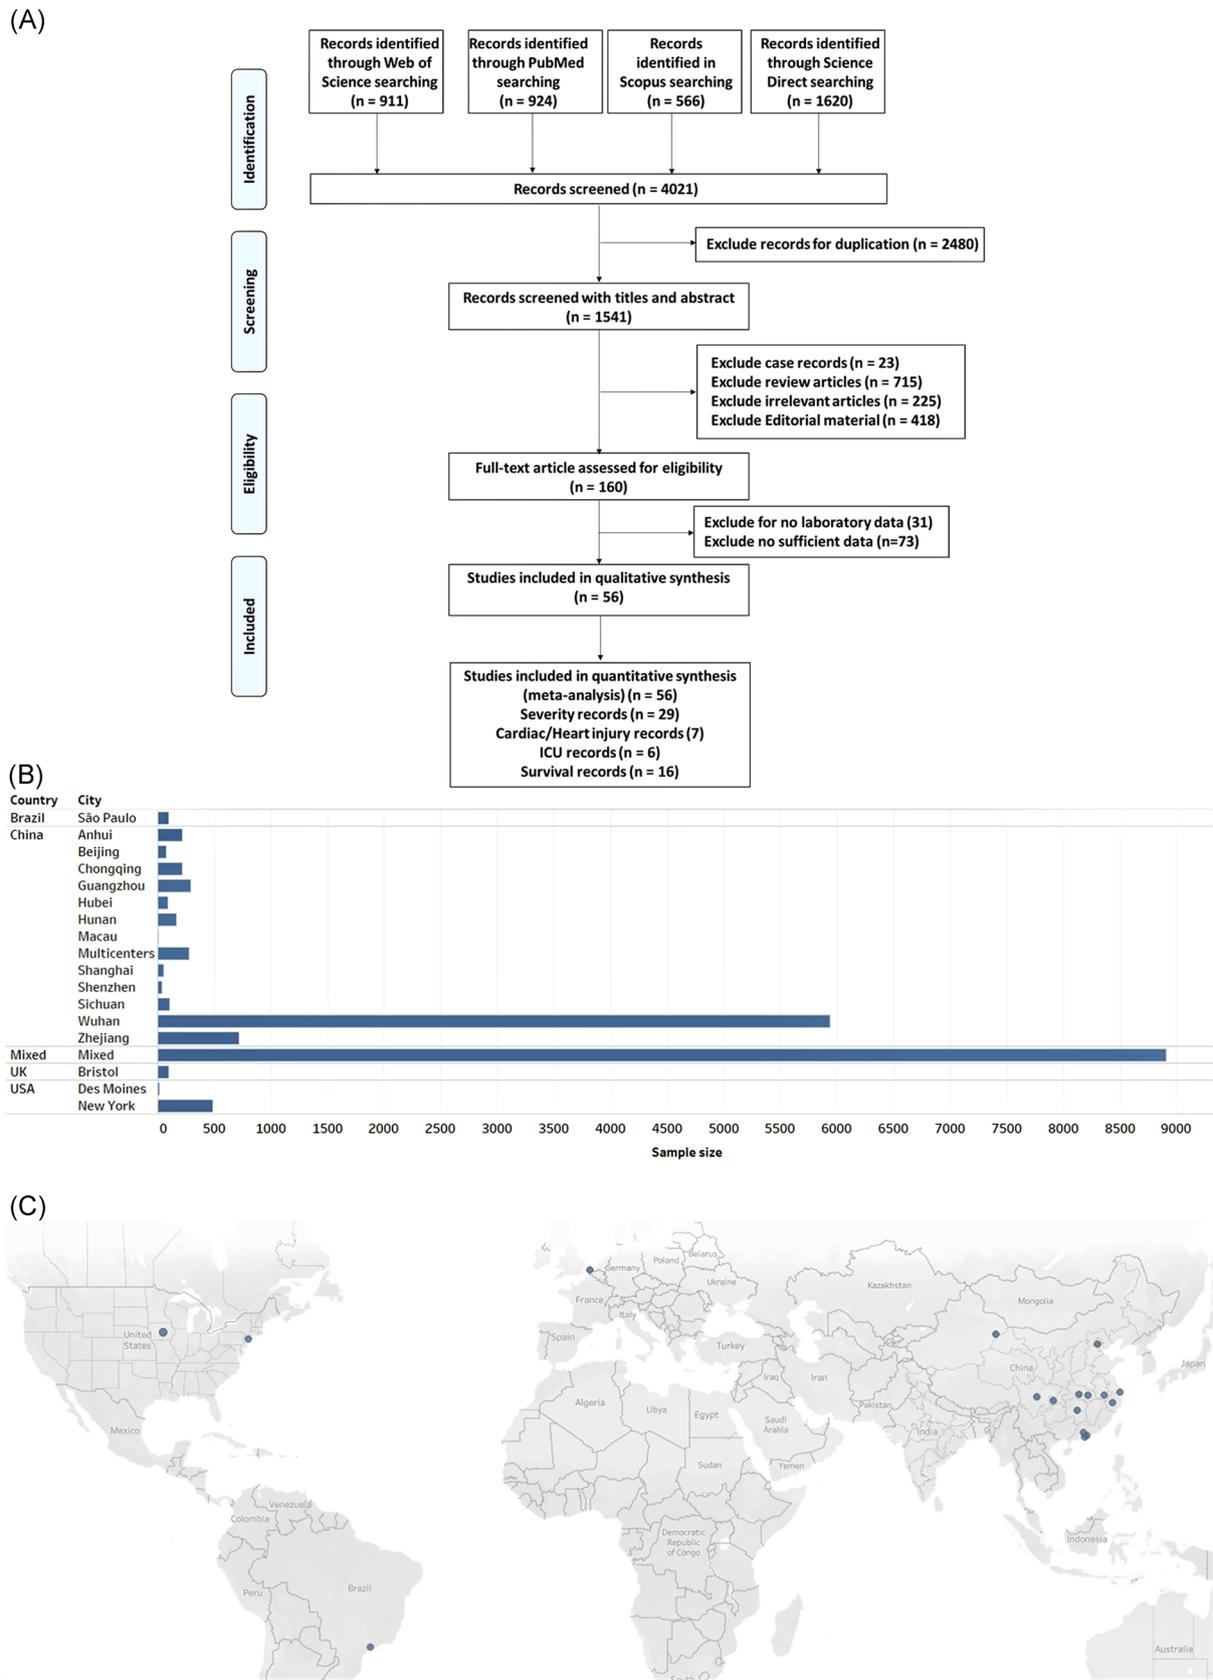 (A)
Records identified
through Web of
Science searching
(n = 911)
Records identified
through PubMed
searching
(n = 924)
Records
identified in
Scopus searching
(n = 566)
Records identified
through Science
Direct searching
(n = 1620)
Identification
Records screened (n = 4021)
Exclude records for duplication (n = 2480)
Screening
Records screened with titles and abstract
(n = 1541)
Exclude case records (n = 23)
Exclude review articles (n = 715)
Exclude irrelevant articles (n = 225)
Exclude Editorial material (n = 418)
Eligibility
Full-text article assessed for eligibility
(n = 160)
Exclude for no laboratory data (31)
Exclude no sufficient data (n=73)
Included
Studies included in qualitative synthesis
(n = 56)
Studies included in quantitative synthesis
(meta-analysis) (n = 56)
Severity records (n = 29)
Cardiac/Heart injury records (7)
ICU records (n = 6)
Survival records (n = 16)
(B)
Country City
Brazil São Paulo
China Anhui
Beijing
Chongqing
Guangzhou
Hubei
Hunan
Macau
Multicenters
Shanghai
Shenzhen
Sichuan
Wuhan
Zhejiang
Mixed Mixed
UK Bristol
USA Des Moines
New York
0 500 1000 1500 2000 2500 3000 3500 4000 4500 5000 5500 6000 6500 7000 7500 8000 8500 9000
Sample size
(C)
United
States
Mexico
Venezuela
Colombia
Peru
Brazil
Germany
Poland
Belarus
Ukraine
France
Italy
Spain
Turkey
Kazakhstan
Mongolia
China
Japan
Iraq
Iran
Pakistan
India
Algeria
Libya
Egypt
Saudi
Arabia
Sudan
Yemen
Democratic
Republic
of Congo
Indonesia
Australia
South